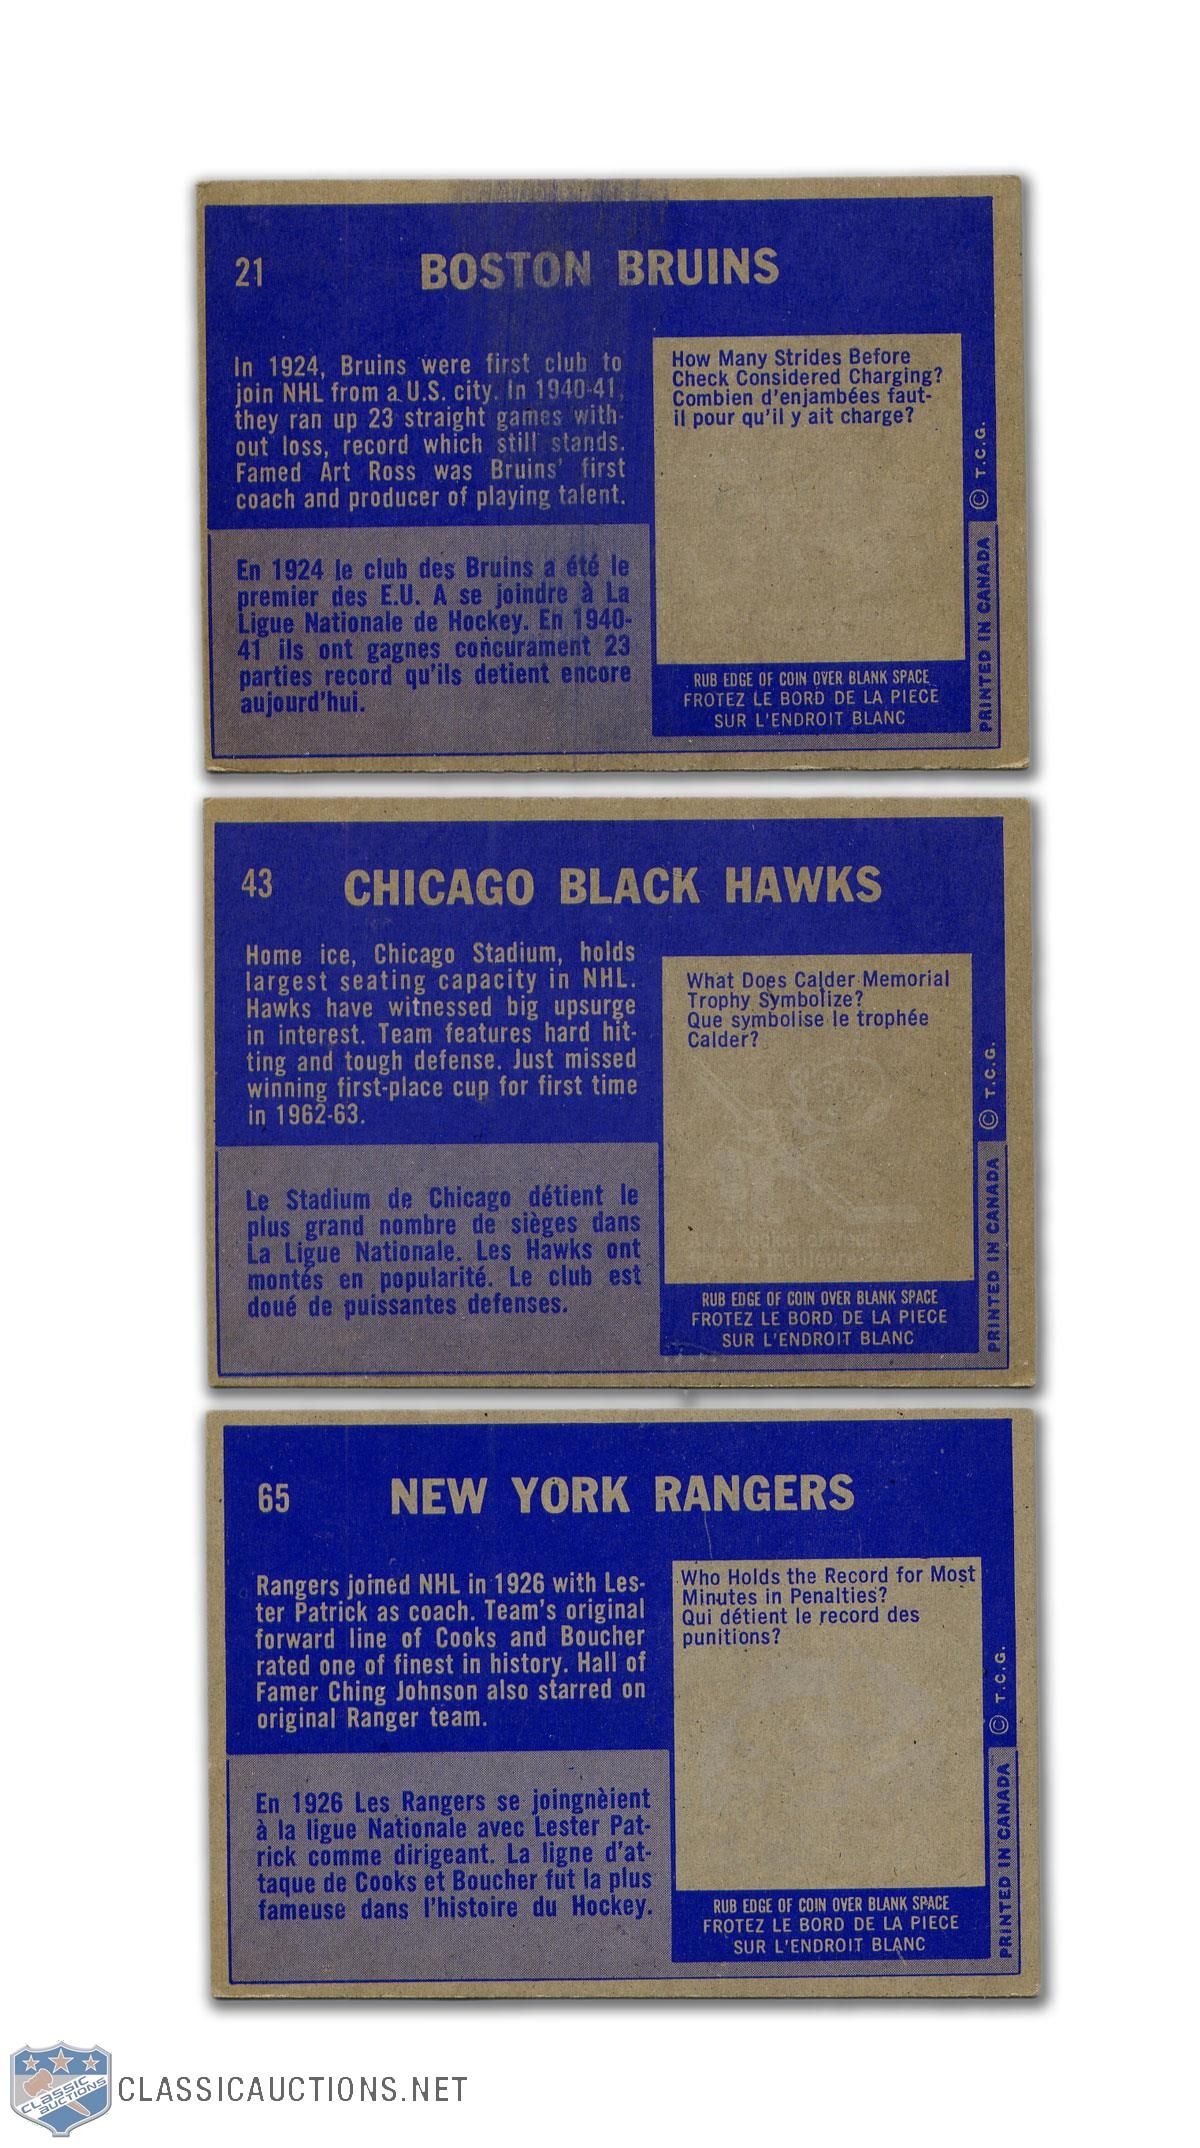 21
BOSTON BRUINS
In 1924, Bruins were first club to
join NHL from a U.S. city. In 1940-41,
they ran up 23 straight games with-
out loss, record which still stands.
Famed Art Ross was Bruins' first
coach and producer of playing talent.
En 1924 le club des Bruins a été le
premier des E.U. A se joindre à La
Ligue Nationale de Hockey. En 1940-
41 ils ont gagnes concurament 23
parties record qu'ils detient encore
aujourd'hui.
How Many Strides Before
Check Considered Charging?
Combien d'enjambées faut-
il pour qu'il y ait charge?
RUB EDGE OF COIN OVER BLANK SPACE
FROTEZ LE BORD DE LA PIECE
SUR L'ENDROIT BLANC
PRINTED IN CANADA © T.C.G.
43
CHICAGO BLACK HAWKS
Home ice, Chicago Stadium, holds
largest seating capacity in NHL.
Hawks have witnessed big upsurge
in interest. Team features hard hit-
ting and tough defense. Just missed
winning first-place cup for first time
in 1962-63.
Le Stadium de Chicago détient le
plus grand nombre de sièges dans
La Ligue Nationale. Les Hawks ont
montés en popularité. Le club est
doué de puissantes defenses.
What Does Calder Memorial
Trophy Symbolize?
Que symbolise le trophée
Calder?
RUB EDGE OF COIN OVER BLANK SPACE
FROTEZ LE BORD DE LA PIECE
SUR L'ENDROIT BLANC
PRINTED IN CANADA © T.C.G.
65
NEW YORK RANGERS
Rangers joined NHL in 1926 with Les-
ter Patrick as coach. Team's original
forward line of Cooks and Boucher
rated one of finest in history. Hall of
Famer Ching Johnson also starred on
original Ranger team.
En 1926 Les Rangers se joingnèient
à la ligue Nationale avec Lester Pat-
rick comme dirigeant. La ligne d'at-
taque de Cooks et Boucher fut la plus
fameuse dans l'histoire du Hockey.
Who Holds the Record for Most
Minutes in Penalties?
Qui détient le record des
punitions?
RUB EDGE OF COIN OVER BLANK SPACE
FROTEZ LE BORD DE LA PIECE
SUR L'ENDROIT BLANC
PRINTED IN CANADA © T.C.G.
CLASSIC
AUCTIONS
CLASSICAUCTIONS.NET